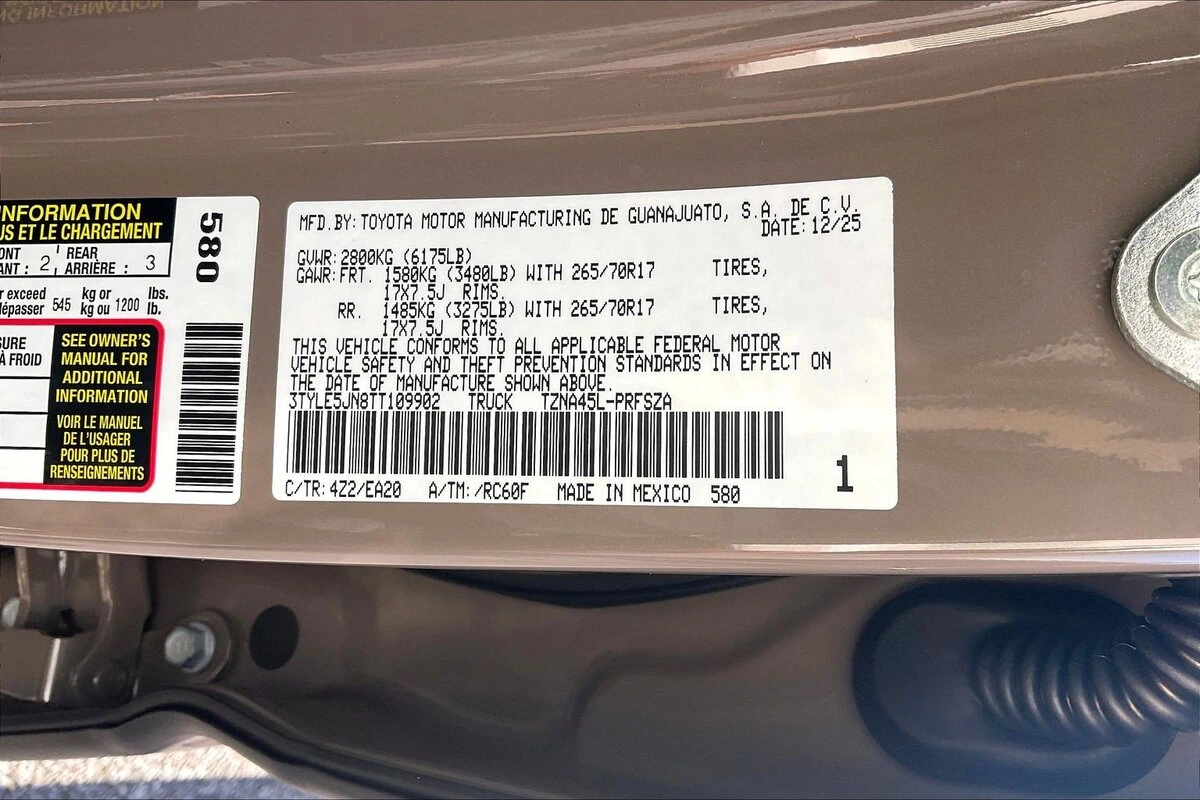 INFORMATION
US ET LE CHARGEMENT
ONT REAR
ANT : 2 ARRIÈRE : 3
r exceed kg or lbs.
dépasser 545 kg ou 1200 lb.
SURE
À FROID
SEE OWNER'S
MANUAL FOR
ADDITIONAL
INFORMATION
VOIR LE MANUEL
DE L'USAGER
POUR PLUS DE
RENSEIGNEMENTS
580
MFD.BY:TOYOTA MOTOR MANUFACTURING DE GUANAJUATO, S.A. DE C.V.
DATE:12/25
GVWR:2800KG (6175LB)
GAWR:FRT. 1580KG (3480LB) WITH 265/70R17 TIRES,
17X7.5J RIMS.
RR. 1485KG (3275LB) WITH 265/70R17 TIRES,
17X7.5J RIMS.
THIS VEHICLE CONFORMS TO ALL APPLICABLE FEDERAL MOTOR
VEHICLE SAFETY AND THEFT PREVENTION STANDARDS IN EFFECT ON
THE DATE OF MANUFACTURE SHOWN ABOVE.
3TYLE5JN8TT109902 TRUCK TZNA45L-PRFSZA
C/TR:4Z2/EA20 A/TM:/RC60F MADE IN MEXICO 580
1